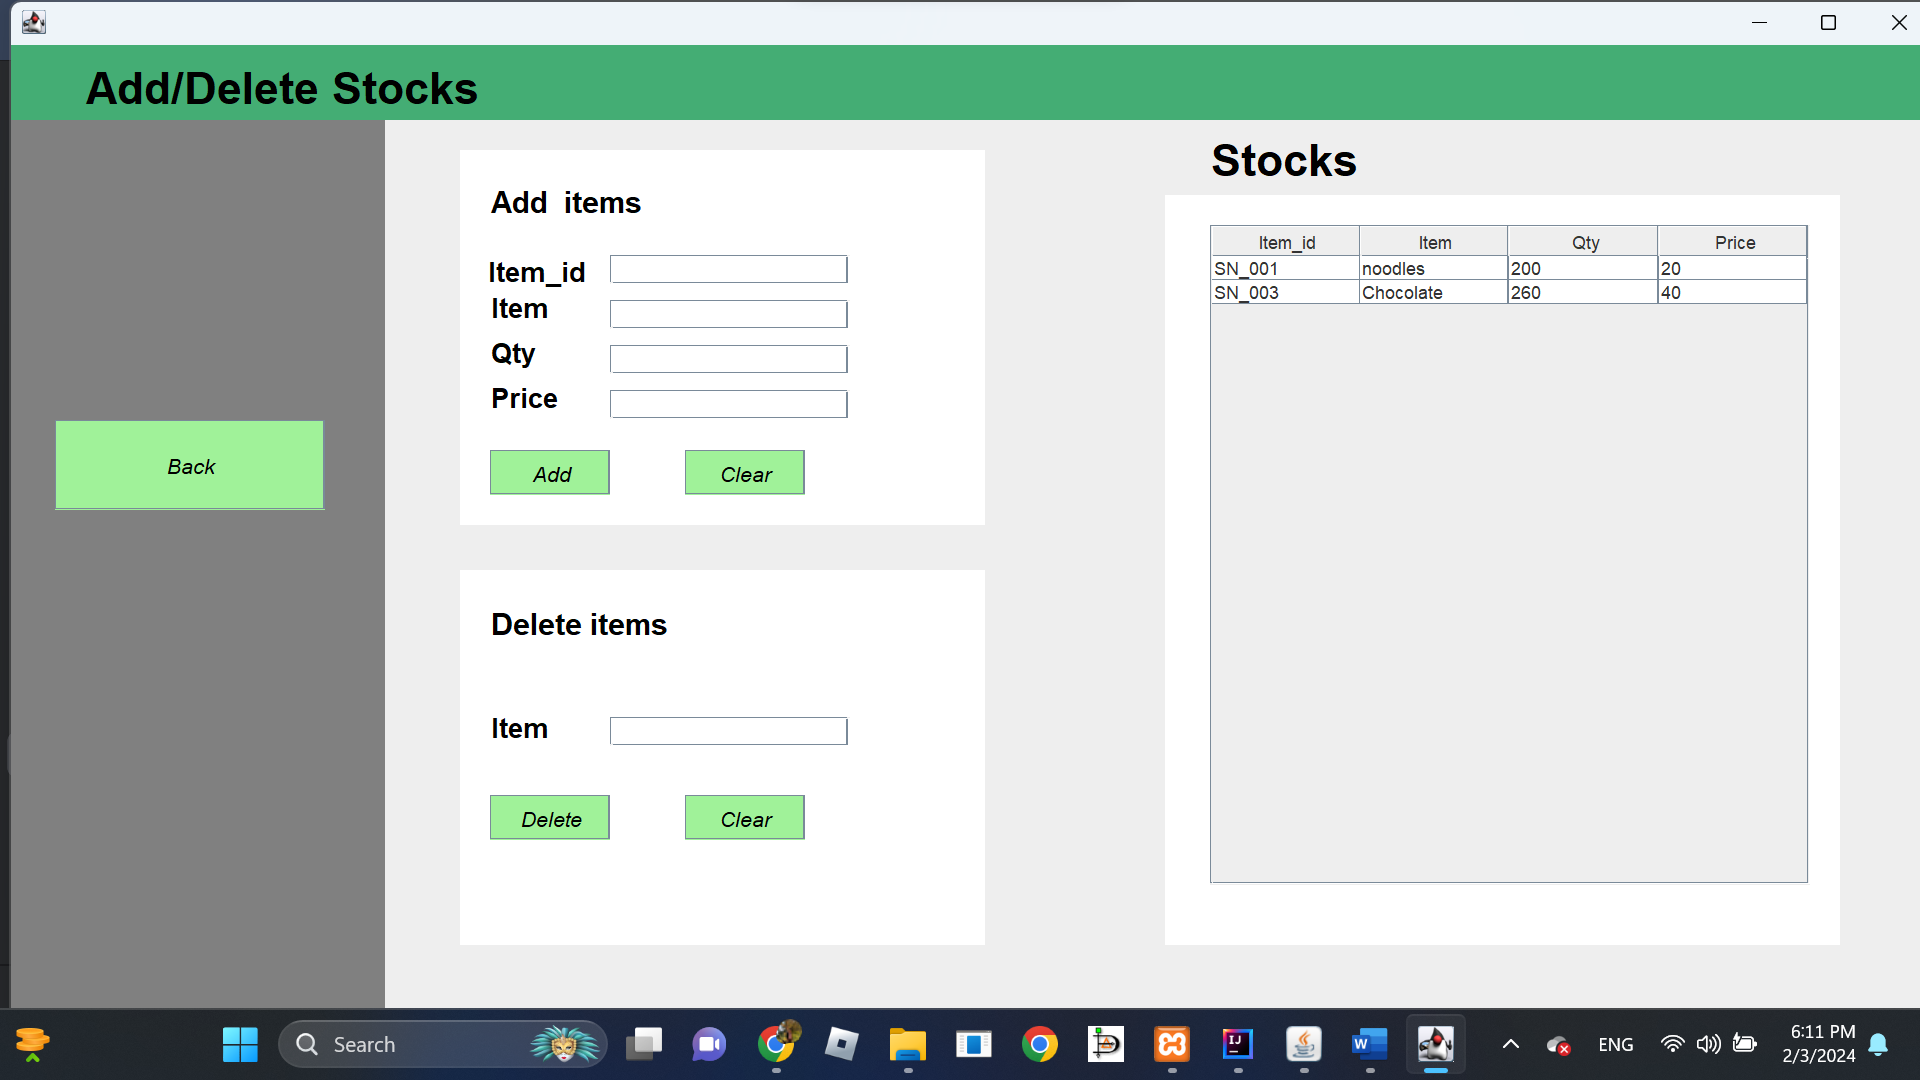 Add/Delete Stocks
Back
Add  items
Item_id
Item
Qty
Price
Add
Clear
Delete items
Item
Delete
Clear
Stocks
Item_id Item Qty Price
SN_001 noodles 200 20
SN_003 Chocolate 260 40
Search
IJ
W
ENG
6:11 PM
2/3/2024